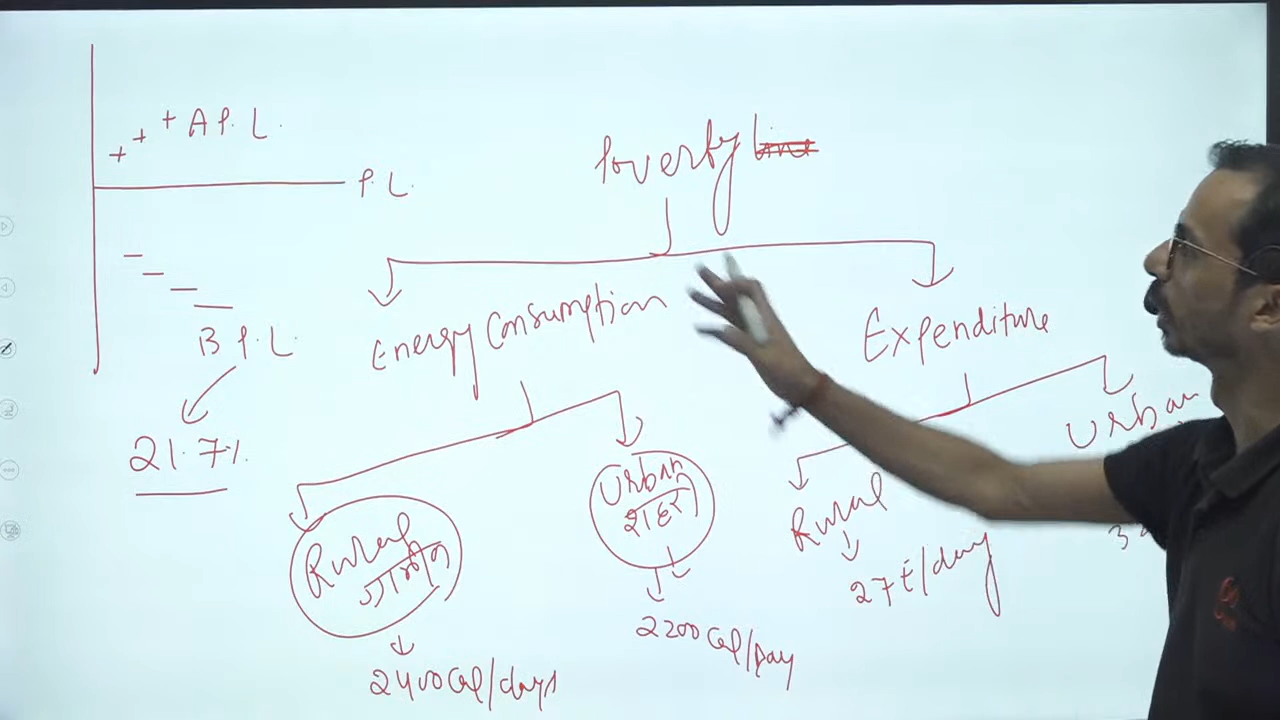 + + + A P. L.
P. L.
B P. L
21.7%
Poverty line
Energy Consumption
Expenditure
Rural
ग्रामीण
Urban
शहर
Rural
Urban
2400 Cal/days
2200 Cal/Day
27₹/day